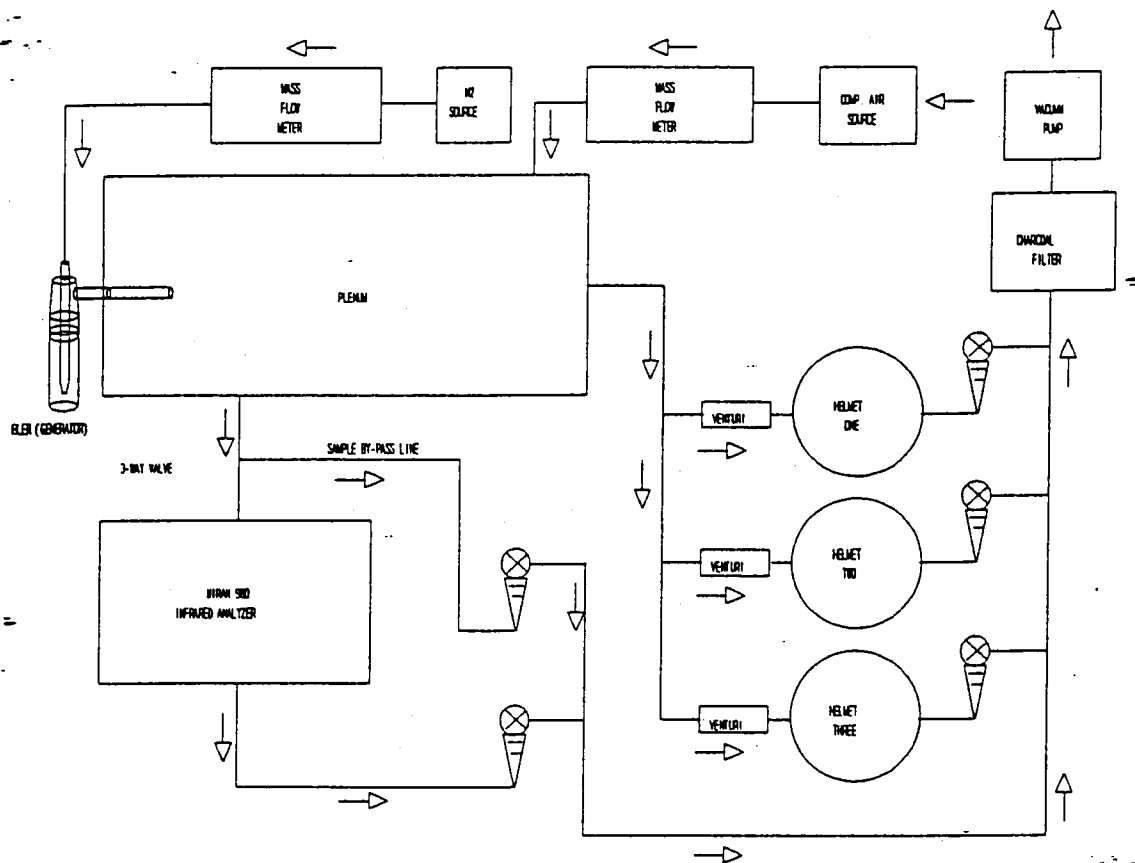 MASS
FLOW
METER
N2
SOURCE
MASS
FLOW
METER
COMP. AIR
SOURCE
VACUUM
PUMP
CHARCOAL
FILTER
PLENUM
(GENERATOR)
3-WAY VALVE
SAMPLE BY-PASS LINE
VENTURI
HELMET
ONE
VENTURI
HELMET
TWO
INFRARED ANALYZER
VENTURI
HELMET
THREE